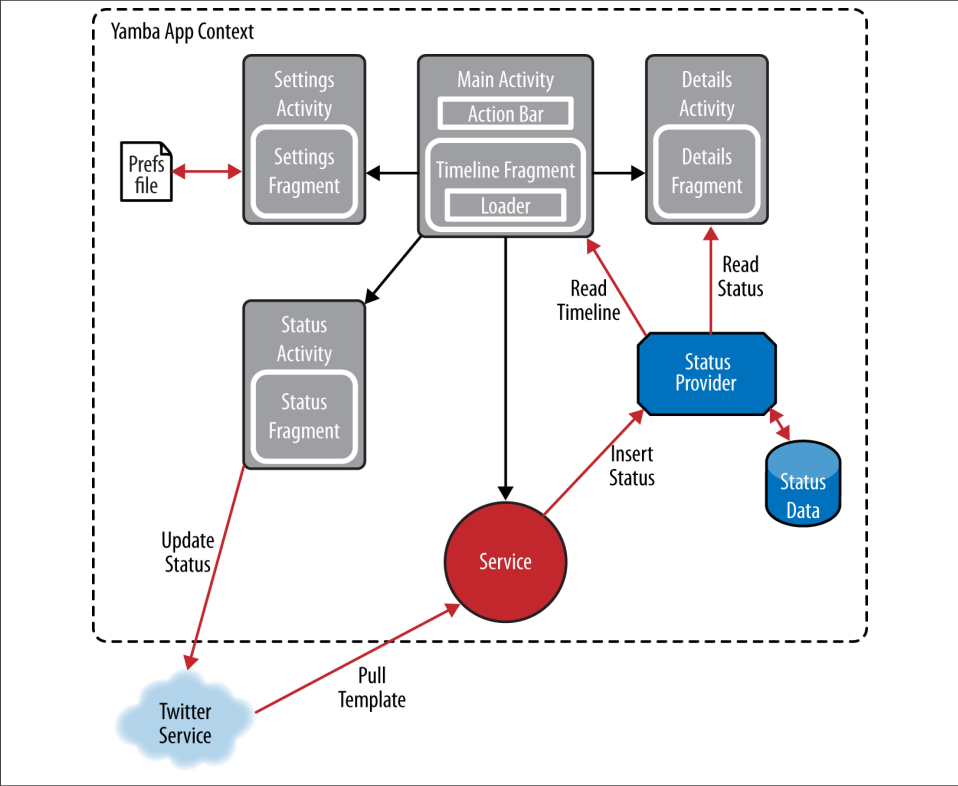 Yamba App Context
Settings
Activity
Settings
Fragment
Main Activity
Action Bar
Timeline Fragment
Loader
Details
Activity
Details
Fragment
Prefs
file
Read
Timeline
Read
Status
Status
Activity
Status
Fragment
Status
Provider
Insert
Status
Status
Data
Update
Status
Service
Pull
Template
Twitter
Service